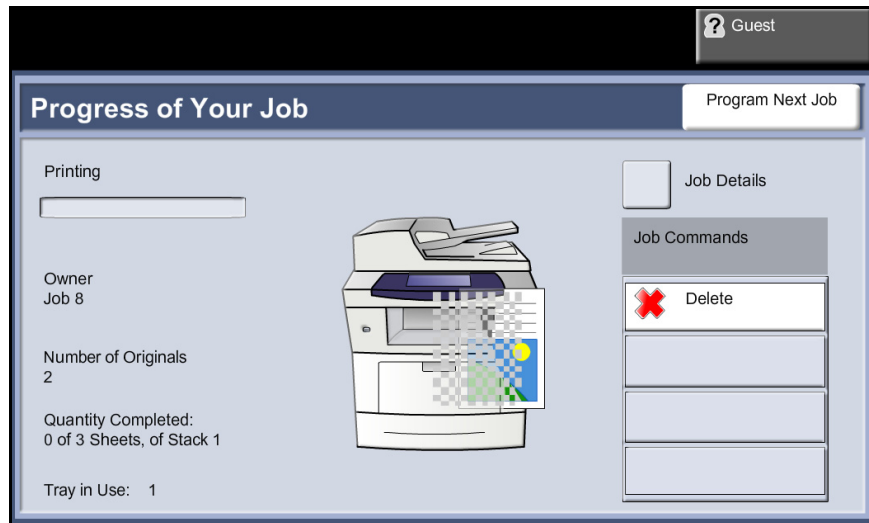 Guest
Progress of Your Job
Program Next Job
Printing
Job Details
Job Commands
Owner
Job 8
Delete
Number of Originals
2
Quantity Completed:
0 of 3 Sheets, of Stack 1
Tray in Use: 1